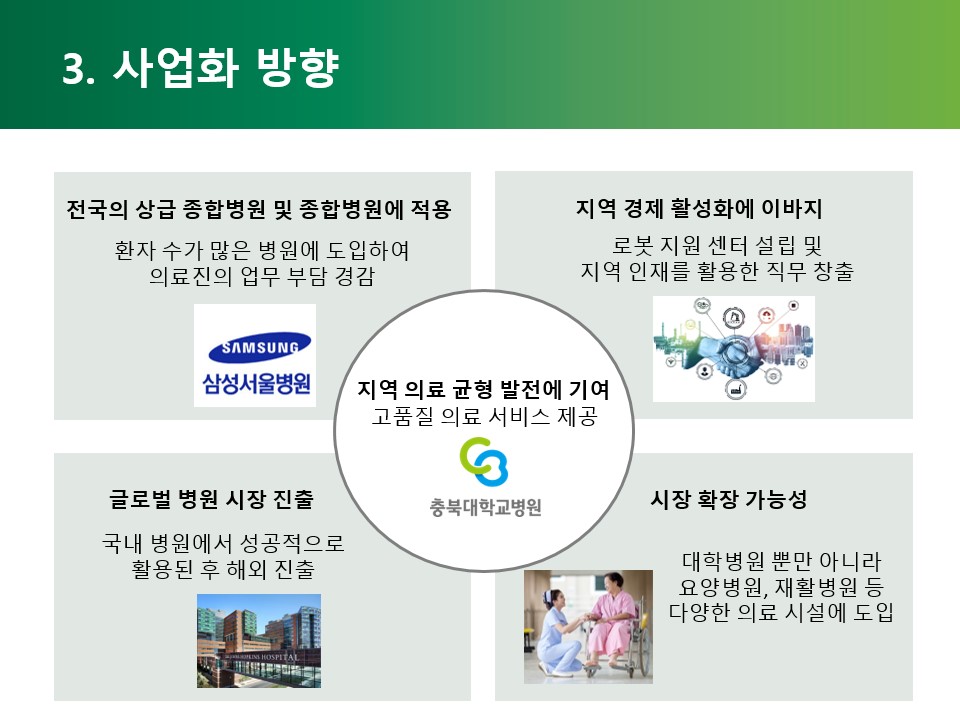 3. 사업화 방향
전국의 상급 종합병원 및 종합병원에 적용
환자 수가 많은 병원에 도입하여
의료진의 업무 부담 경감
SAMSUNG
삼성서울병원
지역 경제 활성화에 이바지
로봇 지원 센터 설립 및
지역 인재를 활용한 직무 창출
지역 의료 균형 발전에 기여
고품질 의료 서비스 제공
충북대학교병원
글로벌 병원 시장 진출
국내 병원에서 성공적으로
활용된 후 해외 진출
JOHNS HOPKINS HOSPITAL
시장 확장 가능성
대학병원 뿐만 아니라
요양병원, 재활병원 등
다양한 의료 시설에 도입